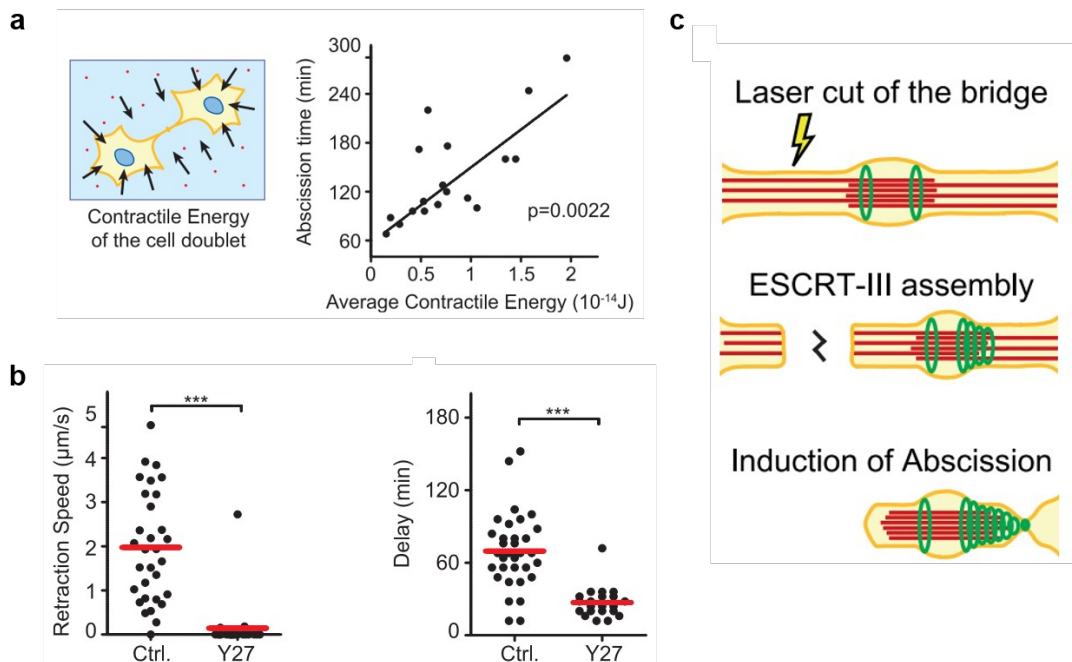 a
300
240
180
120
60
0
0.5
1
1.5
2
Abscission time (min)
Average Contractile Energy (10⁻¹⁴J)
p=0.0022
Contractile Energy
of the cell doublet
b
5
4
3
2
1
0
Retraction Speed (µm/s)
***
Ctrl.
Y27
180
120
60
0
Delay (min)
***
Ctrl.
Y27
c
Laser cut of the bridge
ESCRT-III assembly
Induction of Abscission